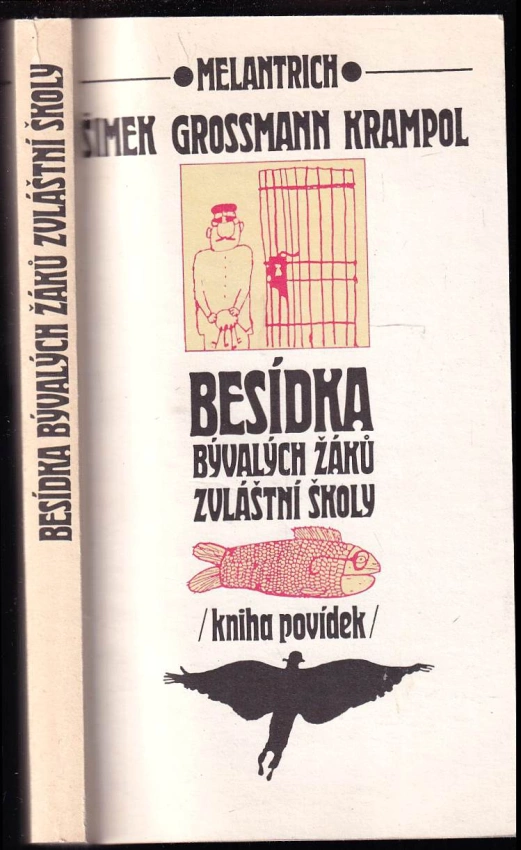 BESÍDKA BÝVALÝCH ŽÁKŮ ZVLÁŠTNÍ ŠKOLY
MELANTRICH
ŠIMEK GROSSMANN KRAMPOL
BESÍDKA
BÝVALÝCH ŽÁKŮ
ZVLÁŠTNÍ ŠKOLY
/kniha povídek/